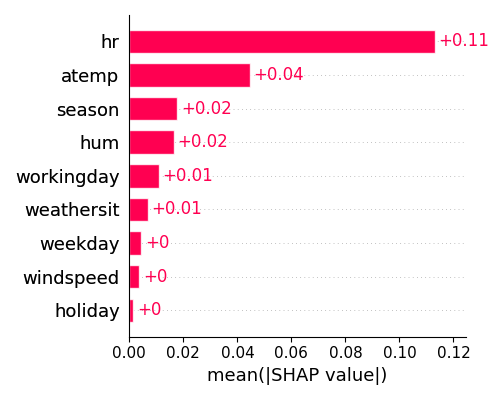 hr +0.11
atemp +0.04
season +0.02
hum +0.02
workingday +0.01
weathersit +0.01
weekday +0
windspeed +0
holiday +0
0.00 0.02 0.04 0.06 0.08 0.10 0.12
mean(|SHAP value|)